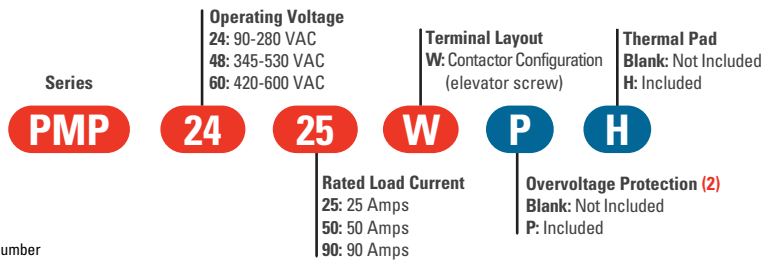 Operating Voltage
24: 90-280 VAC
48: 345-530 VAC
60: 420-600 VAC
Terminal Layout
W: Contactor Configuration
(elevator screw)
Thermal Pad
Blank: Not Included
H: Included
Series
PMP 24 25 W P H
Rated Load Current
25: 25 Amps
50: 50 Amps
90: 90 Amps
Overvoltage Protection (2)
Blank: Not Included
P: Included
umber